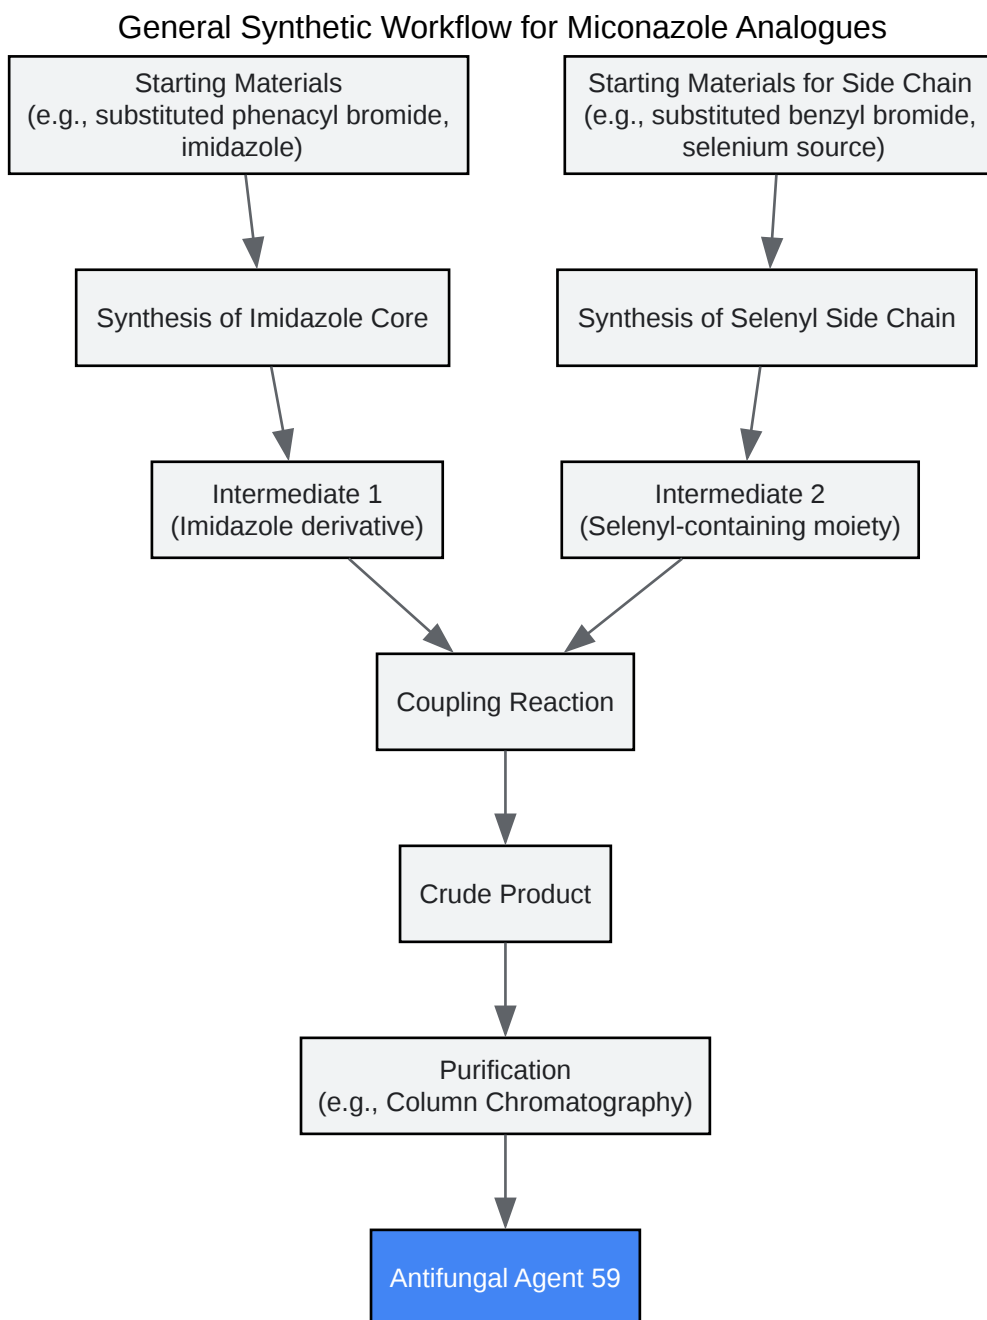 General Synthetic Workflow for Miconazole Analogues
Starting Materials
(e.g., substituted phenacyl bromide,
imidazole)
Starting Materials for Side Chain
(e.g., substituted benzyl bromide,
selenium source)
Synthesis of Imidazole Core
Synthesis of Selenyl Side Chain
Intermediate 1
(Imidazole derivative)
Intermediate 2
(Selenyl-containing moiety)
Coupling Reaction
Crude Product
Purification
(e.g., Column Chromatography)
Antifungal Agent 59